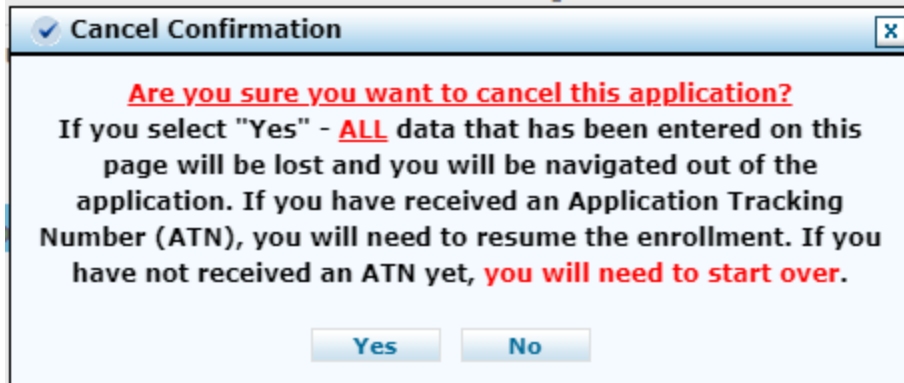 Cancel Confirmation
x
Are you sure you want to cancel this application?
If you select "Yes" - ALL data that has been entered on this
page will be lost and you will be navigated out of the
application. If you have received an Application Tracking
Number (ATN), you will need to resume the enrollment. If you
have not received an ATN yet, you will need to start over.
Yes No